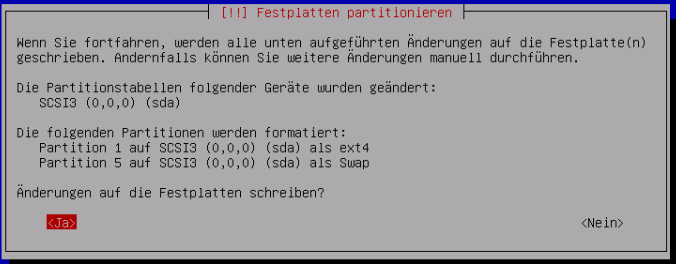 [!!] Festplatten partitionieren
Wenn Sie fortfahren, werden alle unten aufgeführten Änderungen auf die Festplatte(n)
geschrieben. Andernfalls können Sie weitere Änderungen manuell durchführen.
Die Partitionstabellen folgender Geräte wurden geändert:
SCSI3 (0,0,0) (sda)
Die folgenden Partitionen werden formatiert:
Partition 1 auf SCSI3 (0,0,0) (sda) als ext4
Partition 5 auf SCSI3 (0,0,0) (sda) als Swap
Änderungen auf die Festplatten schreiben?
<Ja> <Nein>